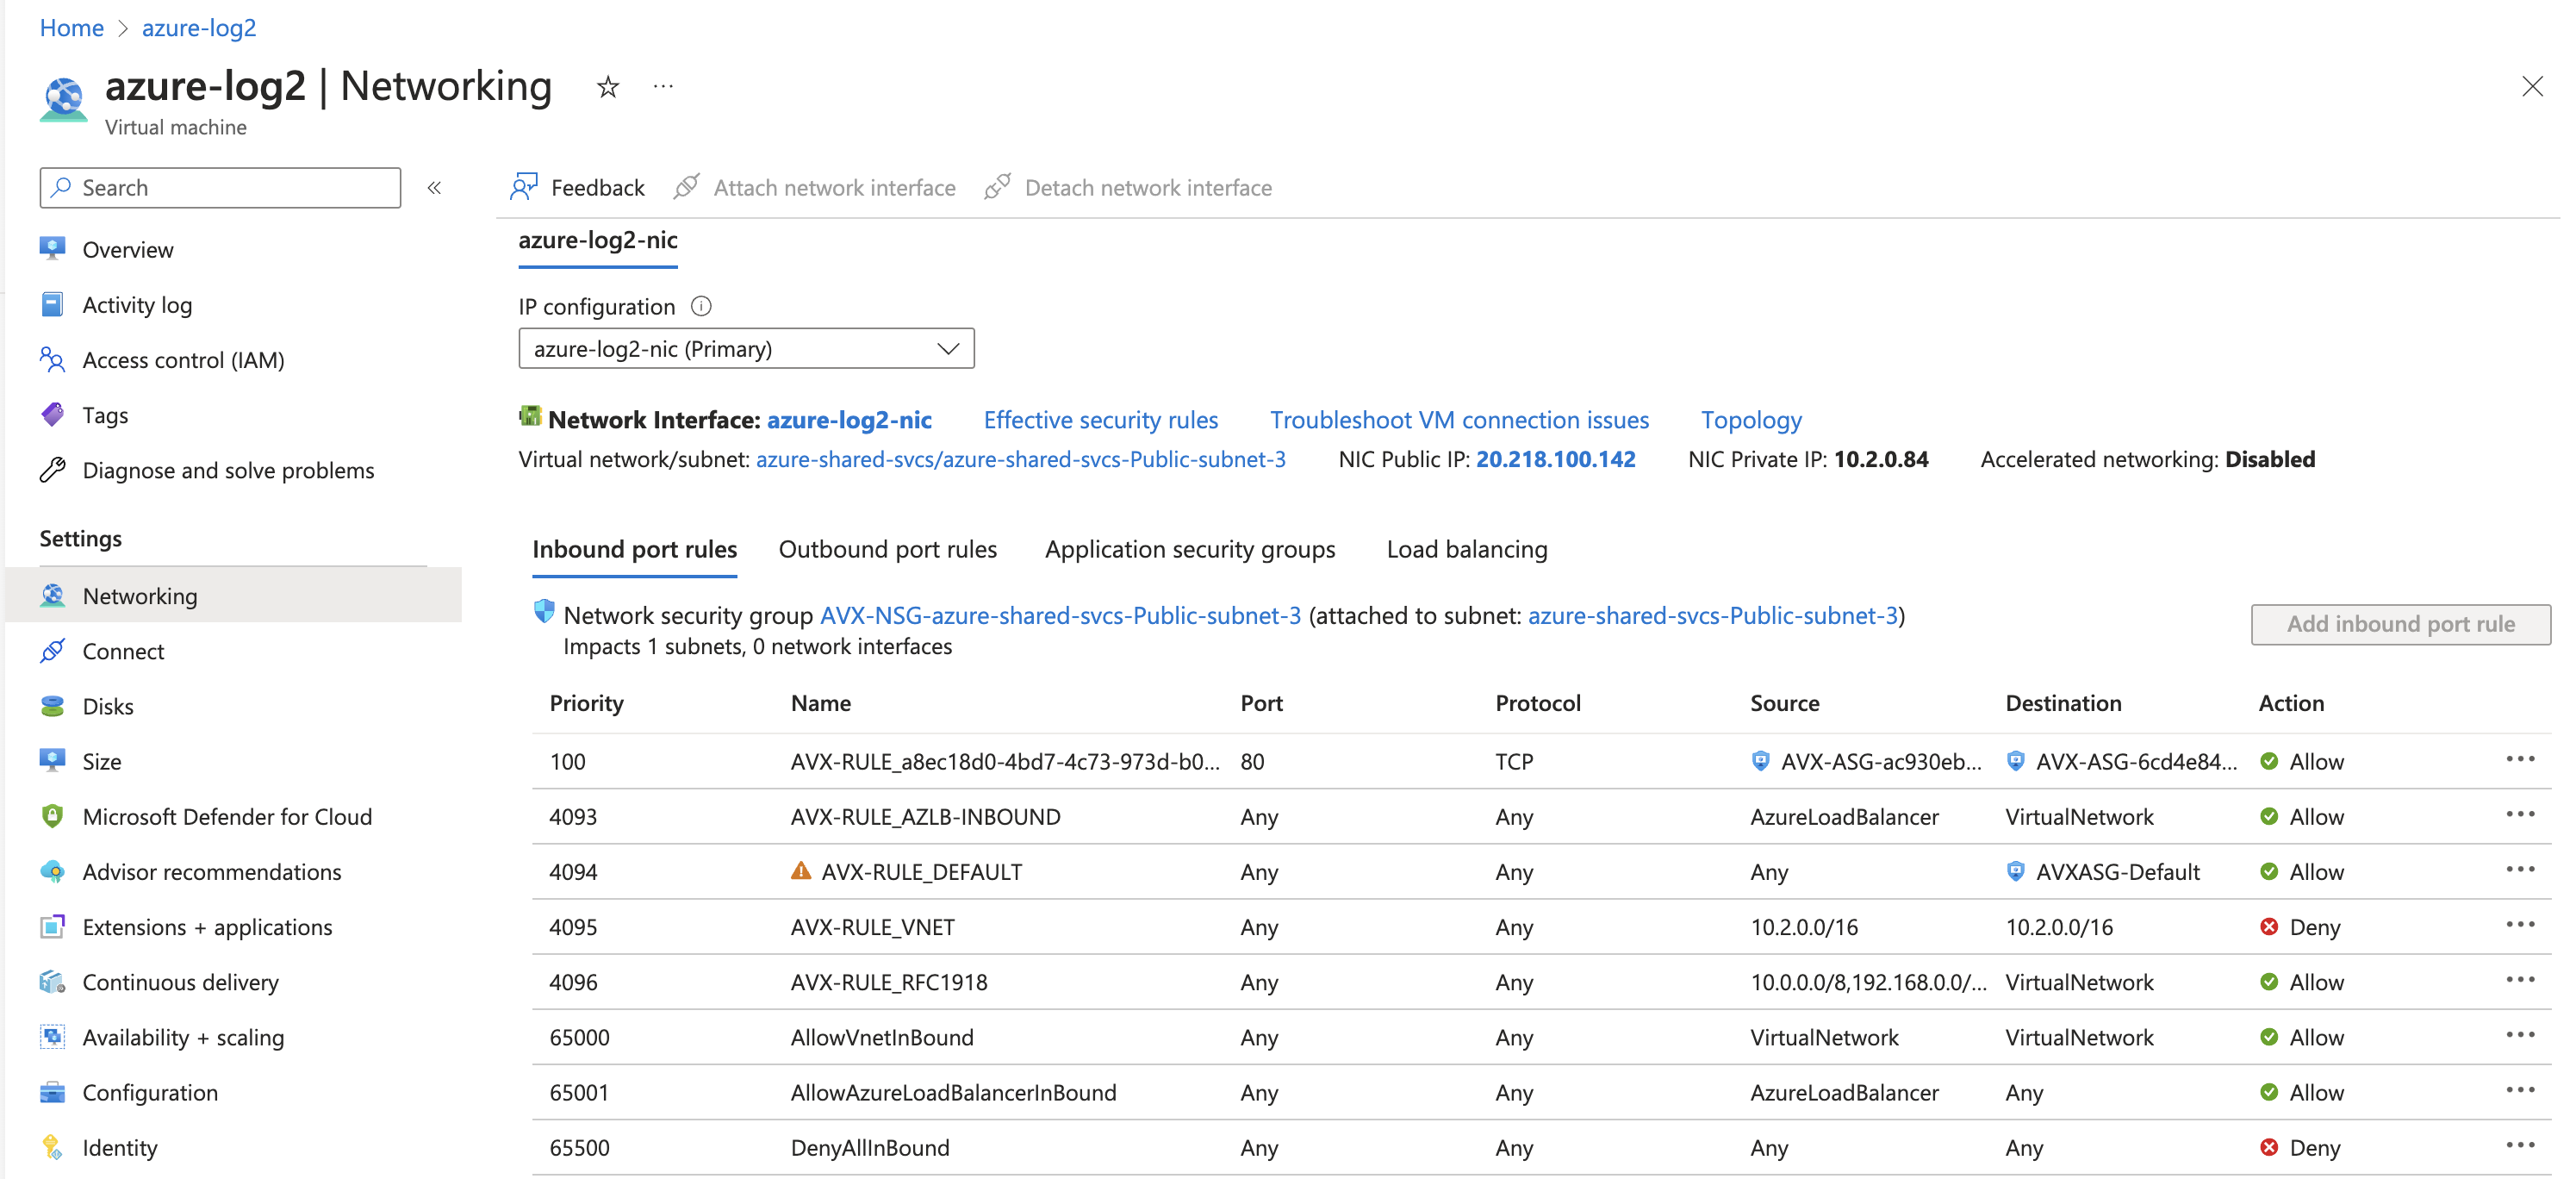 Home > azure-log2
azure-log2 | Networking
Virtual machine
Search
Overview
Activity log
Access control (IAM)
Tags
Diagnose and solve problems
Settings
Networking
Connect
Disks
Size
Microsoft Defender for Cloud
Advisor recommendations
Extensions + applications
Continuous delivery
Availability + scaling
Configuration
Identity
Feedback Attach network interface Detach network interface
azure-log2-nic
IP configuration
azure-log2-nic (Primary)
Network Interface: azure-log2-nic Effective security rules Troubleshoot VM connection issues Topology
Virtual network/subnet: azure-shared-svcs/azure-shared-svcs-Public-subnet-3 NIC Public IP: 20.218.100.142 NIC Private IP: 10.2.0.84 Accelerated networking: Disabled
Inbound port rules Outbound port rules Application security groups Load balancing
Network security group AVX-NSG-azure-shared-svcs-Public-subnet-3 (attached to subnet: azure-shared-svcs-Public-subnet-3)
Impacts 1 subnets, 0 network interfaces
Add inbound port rule
Priority Name Port Protocol Source Destination Action
100 AVX-RULE_a8ec18d0-4bd7-4c73-973d-b0... 80 TCP AVX-ASG-ac930eb... AVX-ASG-6cd4e84... Allow
4093 AVX-RULE_AZLB-INBOUND Any Any AzureLoadBalancer VirtualNetwork Allow
4094 AVX-RULE_DEFAULT Any Any Any AVXASG-Default Allow
4095 AVX-RULE_VNET Any Any 10.2.0.0/16 10.2.0.0/16 Deny
4096 AVX-RULE_RFC1918 Any Any 10.0.0.0/8,192.168.0.0/... VirtualNetwork Allow
65000 AllowVnetInBound Any Any VirtualNetwork VirtualNetwork Allow
65001 AllowAzureLoadBalancerInBound Any Any AzureLoadBalancer Any Allow
65500 DenyAllInBound Any Any Any Any Deny